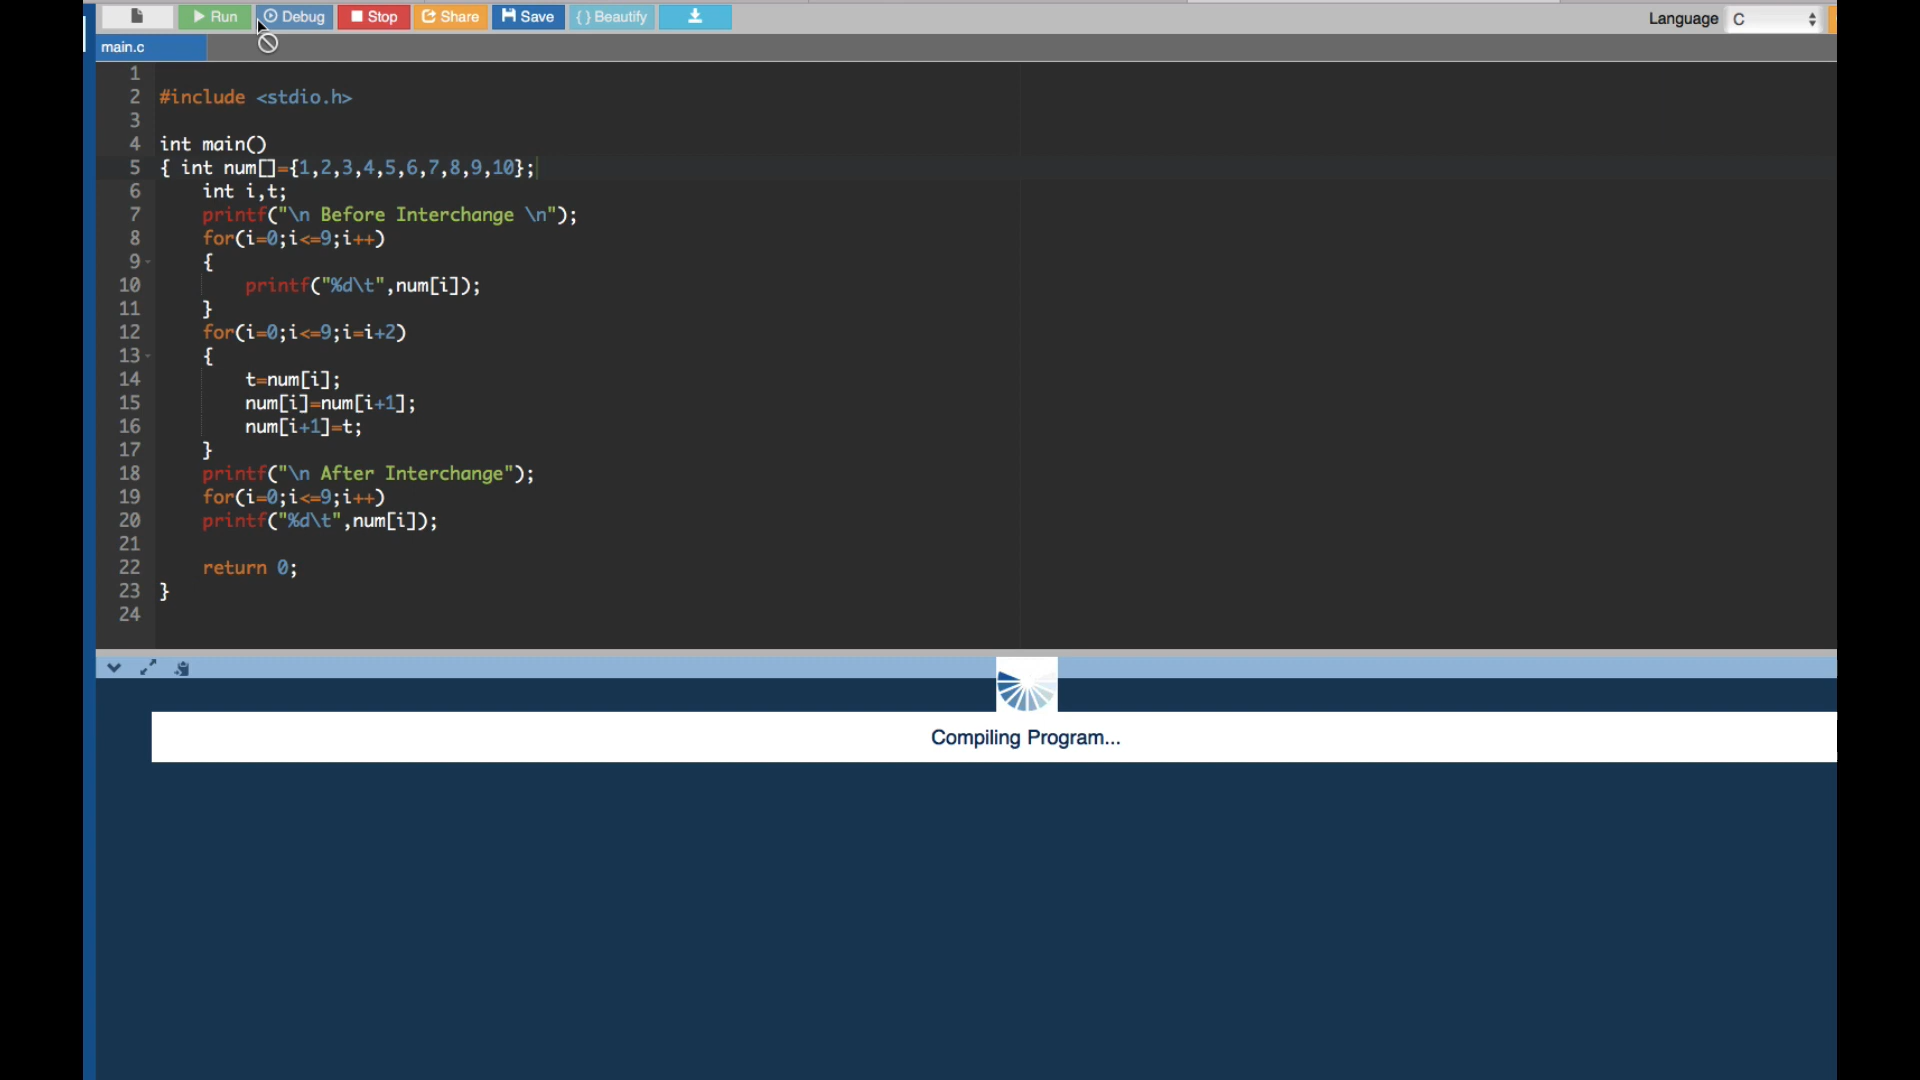 Run Debug Stop Share Save {} Beautify Language C
main.c
1
2 #include <stdio.h>
3
4 int main()
5 { int num[]={1,2,3,4,5,6,7,8,9,10};
6 int i,t;
7 printf("\n Before Interchange \n");
8 for(i=0;i<=9;i++)
9 {
10 printf("%d\t",num[i]);
11 }
12 for(i=0;i<=9;i=i+2)
13 {
14 t=num[i];
15 num[i]=num[i+1];
16 num[i+1]=t;
17 }
18 printf("\n After Interchange");
19 for(i=0;i<=9;i++)
20 printf("%d\t",num[i]);
21
22 return 0;
23 }
24
Compiling Program...